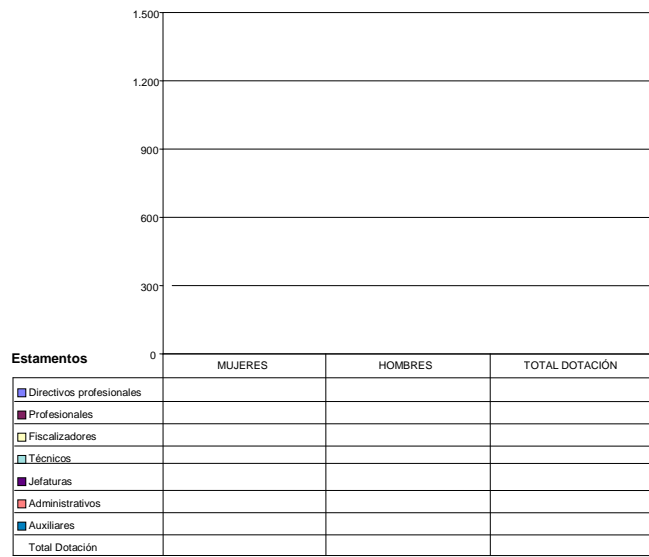 1.500
1.200
900
600
300
0
Estamentos
MUJERES HOMBRES TOTAL DOTACIÓN
Directivos profesionales
Profesionales
Fiscalizadores
Técnicos
Jefaturas
Administrativos
Auxiliares
Total Dotación